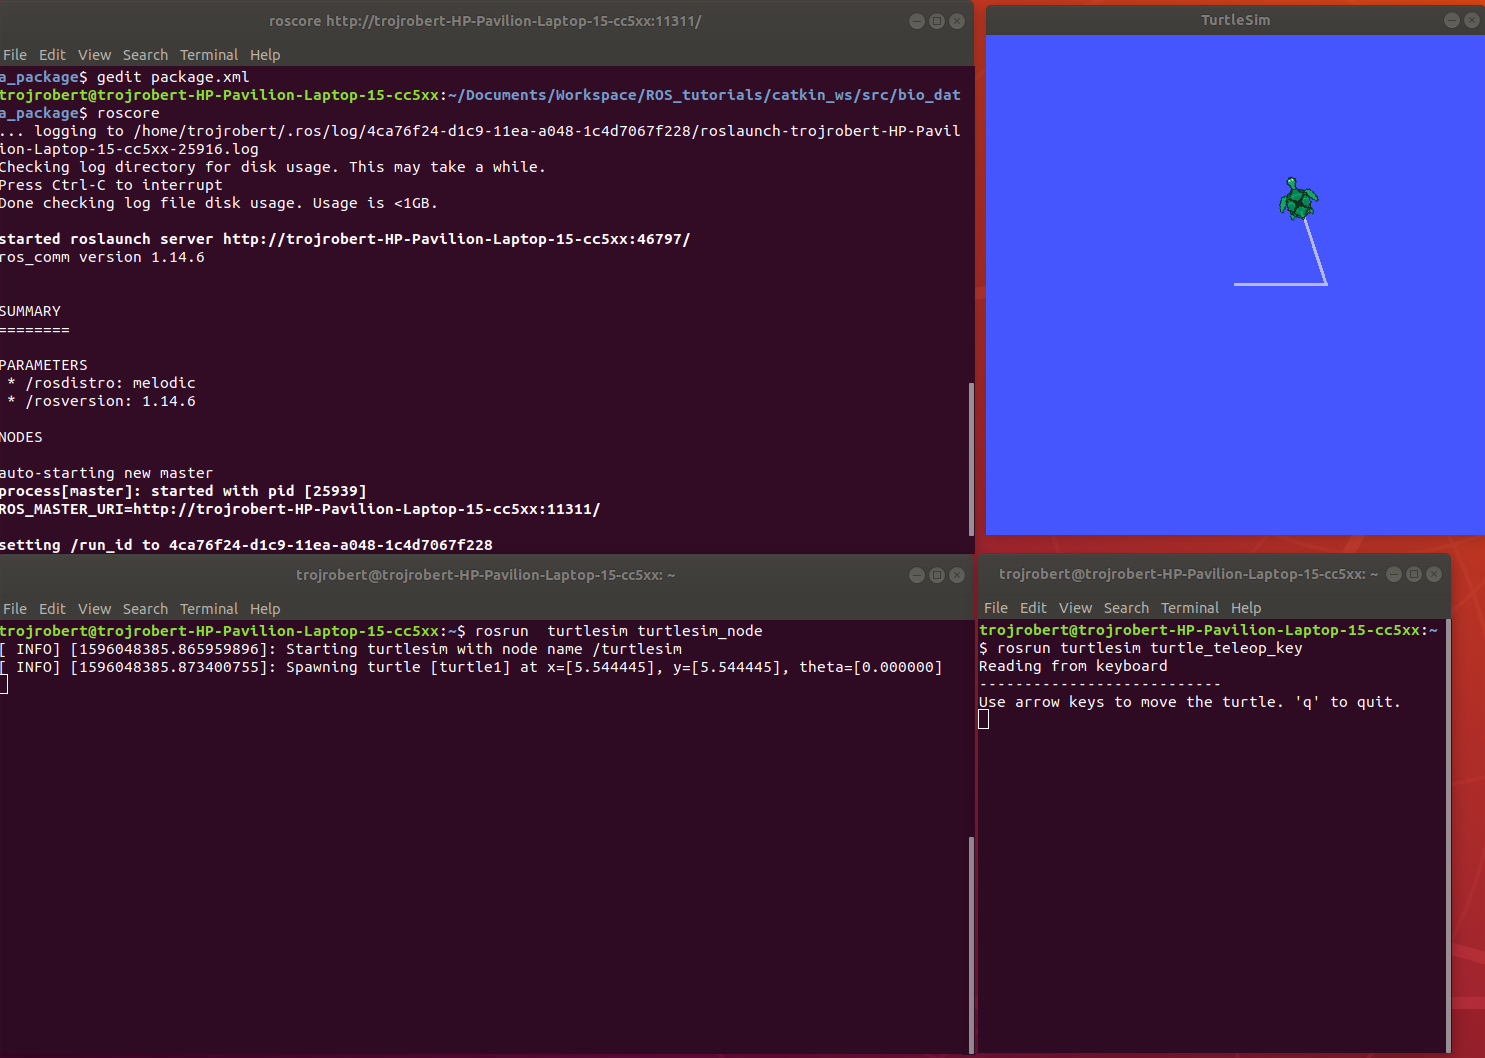 roscore http://trojrobert-HP-Pavilion-Laptop-15-cc5xx:11311/
File Edit View Search Terminal Help
a_package$ gedit package.xml
trojrobert@trojrobert-HP-Pavilion-Laptop-15-cc5xx:~/Documents/Workspace/ROS_tutorials/catkin_ws/src/bio_dat
a_package$ roscore
... logging to /home/trojrobert/.ros/log/4ca76f24-d1c9-11ea-a048-1c4d7067f228/roslaunch-trojrobert-HP-Pavil
ion-Laptop-15-cc5xx-25916.log
Checking log directory for disk usage. This may take a while.
Press Ctrl-C to interrupt
Done checking log file disk usage. Usage is <1GB.
started roslaunch server http://trojrobert-HP-Pavilion-Laptop-15-cc5xx:46797/
ros_comm version 1.14.6
SUMMARY
========
PARAMETERS
* /rosdistro: melodic
* /rosversion: 1.14.6
NODES
auto-starting new master
process[master]: started with pid [25939]
ROS_MASTER_URI=http://trojrobert-HP-Pavilion-Laptop-15-cc5xx:11311/
setting /run_id to 4ca76f24-d1c9-11ea-a048-1c4d7067f228
TurtleSim
trojrobert@trojrobert-HP-Pavilion-Laptop-15-cc5xx: ~
File Edit View Search Terminal Help
trojrobert@trojrobert-HP-Pavilion-Laptop-15-cc5xx:~$ rosrun  turtlesim turtlesim_node
[ INFO] [1596048385.865959896]: Starting turtlesim with node name /turtlesim
[ INFO] [1596048385.873400755]: Spawning turtle [turtle1] at x=[5.544445], y=[5.544445], theta=[0.000000]
trojrobert@trojrobert-HP-Pavilion-Laptop-15-cc5xx: ~
File Edit View Search Terminal Help
trojrobert@trojrobert-HP-Pavilion-Laptop-15-cc5xx:~
$ rosrun turtlesim turtle_teleop_key
Reading from keyboard
---------------------------
Use arrow keys to move the turtle. 'q' to quit.